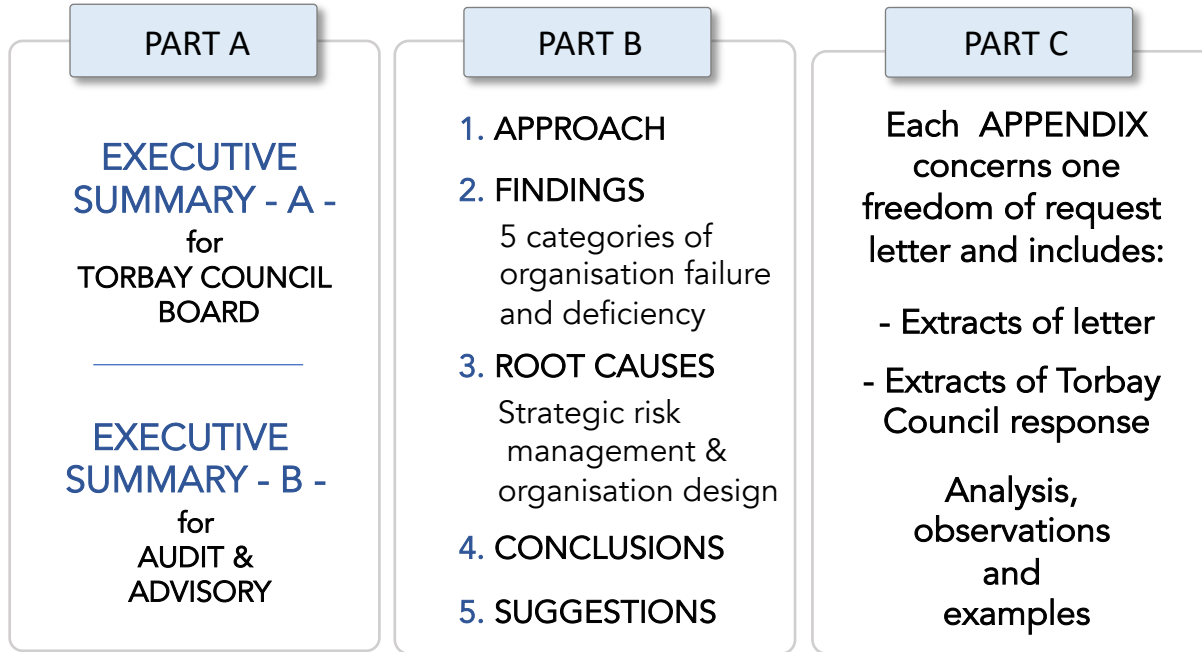 PART A
EXECUTIVE
SUMMARY - A -
for
TORBAY COUNCIL
BOARD
EXECUTIVE
SUMMARY - B -
for
AUDIT &
ADVISORY
PART B
1. APPROACH
2. FINDINGS
5 categories of
organisation failure
and deficiency
3. ROOT CAUSES
Strategic risk
management &
organisation design
4. CONCLUSIONS
5. SUGGESTIONS
PART C
Each APPENDIX
concerns one
freedom of request
letter and includes:
- Extracts of letter
- Extracts of Torbay
Council response
Analysis,
observations
and
examples